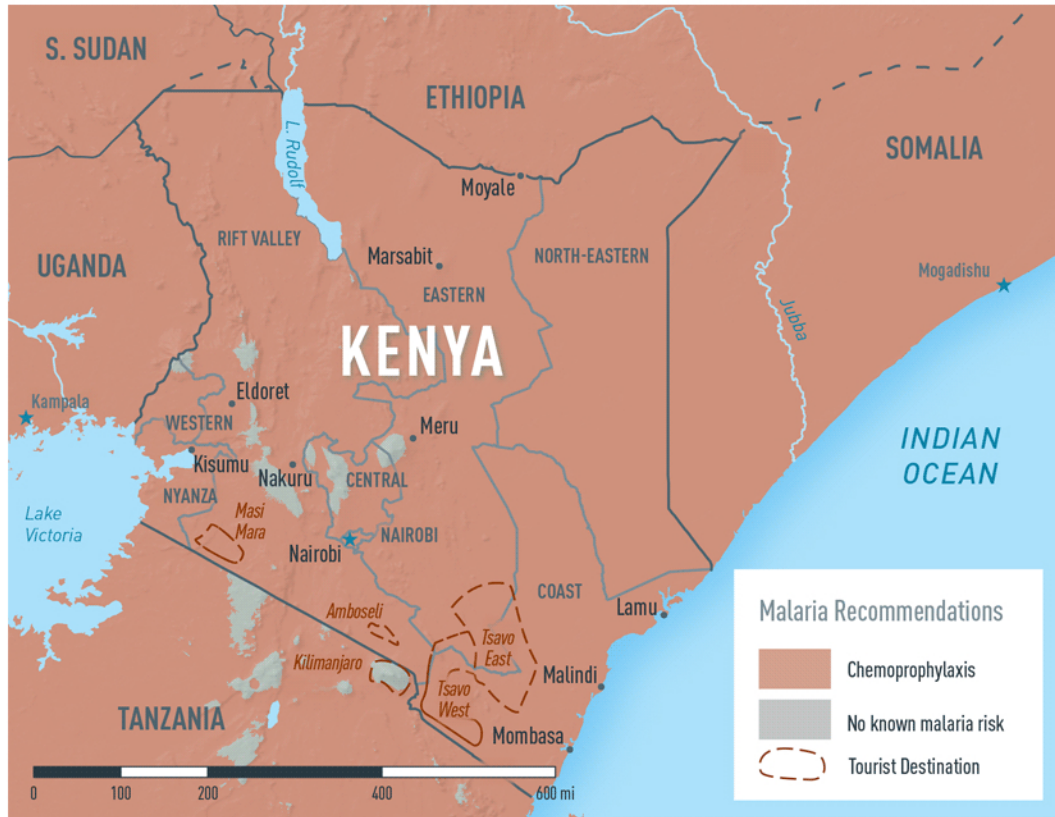 S. SUDAN
ETHIOPIA
SOMALIA
L. Rudolf
Moyale
RIFT VALLEY
NORTH-EASTERN
UGANDA
Marsabit
EASTERN
Mogadishu
Jubba
KENYA
Eldoret
Kampala
WESTERN
Meru
INDIAN
OCEAN
Kisumu
Nakuru
CENTRAL
NYANZA
Lake
Victoria
Masi
Mara
NAIROBI
Nairobi
COAST
Lamu
Amboseli
Tsavo
East
Kilimanjaro
Malindi
Tsavo
West
TANZANIA
Mombasa
0 100 200 400 600 mi
Malaria Recommendations
Chemoprophylaxis
No known malaria risk
Tourist Destination